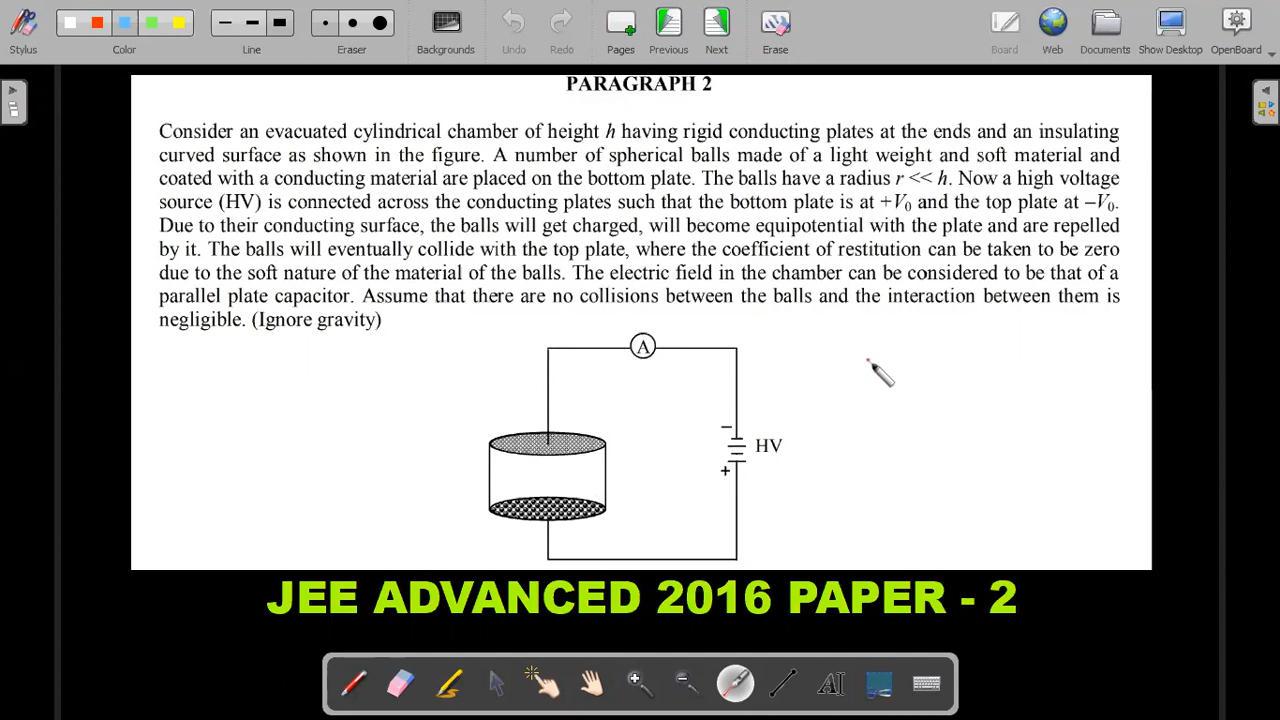 Stylus
Color
Line
Eraser
Backgrounds
Undo
Redo
Pages
Previous
Next
Erase
Board
Web
Documents
Show Desktop
OpenBoard
PARAGRAPH 2
Consider an evacuated cylindrical chamber of height h having rigid conducting plates at the ends and an insulating
curved surface as shown in the figure. A number of spherical balls made of a light weight and soft material and
coated with a conducting material are placed on the bottom plate. The balls have a radius r << h. Now a high voltage
source (HV) is connected across the conducting plates such that the bottom plate is at +V₀ and the top plate at –V₀.
Due to their conducting surface, the balls will get charged, will become equipotential with the plate and are repelled
by it. The balls will eventually collide with the top plate, where the coefficient of restitution can be taken to be zero
due to the soft nature of the material of the balls. The electric field in the chamber can be considered to be that of a
parallel plate capacitor. Assume that there are no collisions between the balls and the interaction between them is
negligible. (Ignore gravity)
A
−
HV
+
JEE ADVANCED 2016 PAPER - 2
AI